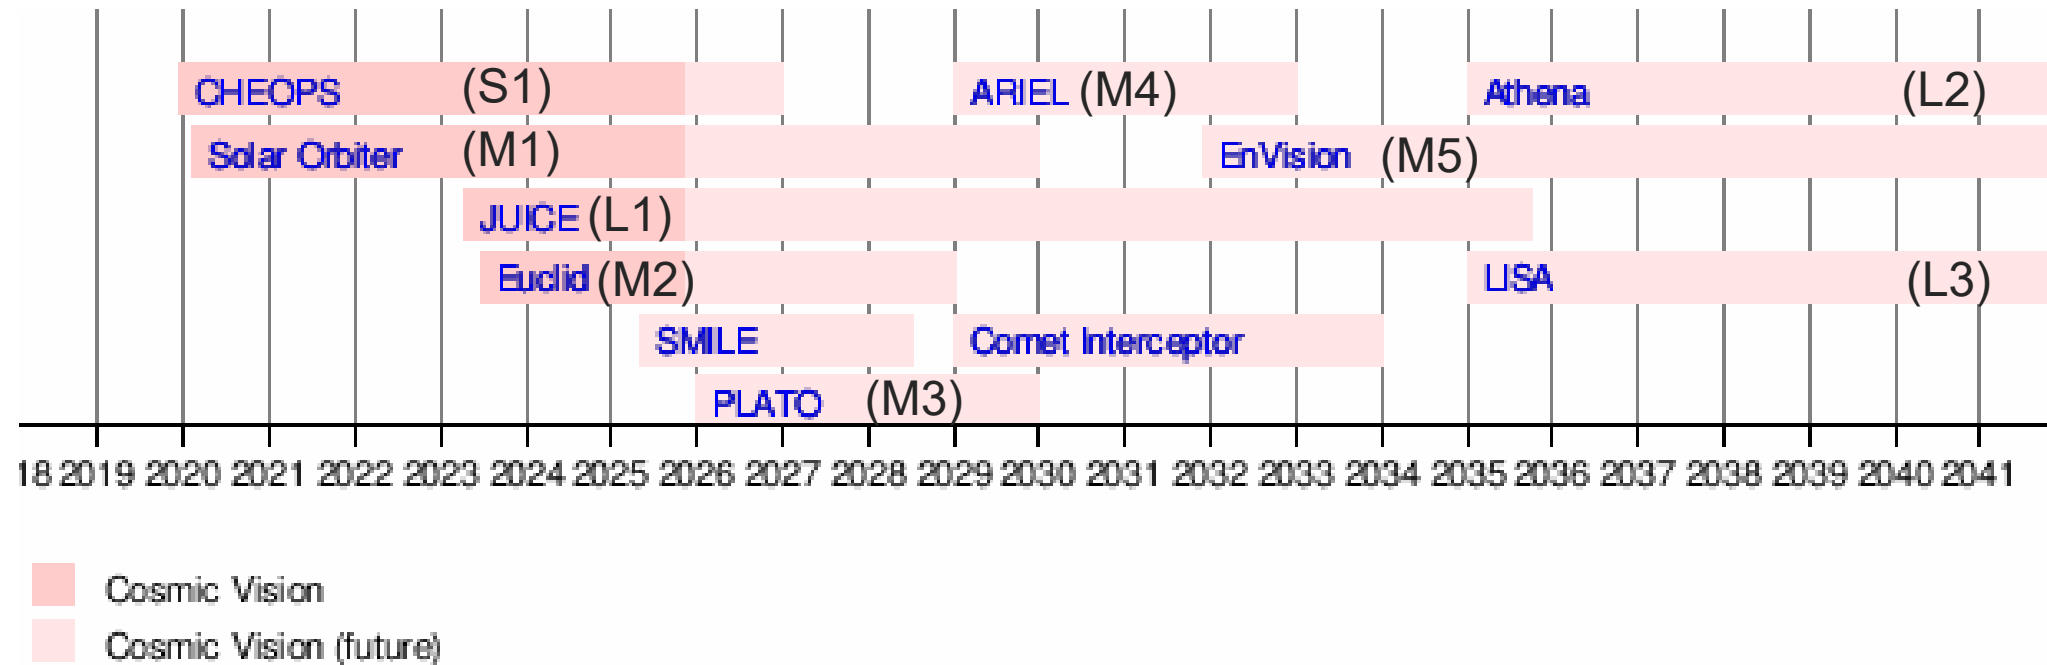 CHEOPS (S1) ARIEL (M4) Athena (L2)
Solar Orbiter (M1) EnVision (M5)
JUICE (L1)
Euclid (M2) LISA (L3)
SMILE Comet Interceptor
PLATO (M3)
18 2019 2020 2021 2022 2023 2024 2025 2026 2027 2028 2029 2030 2031 2032 2033 2034 2035 2036 2037 2038 2039 2040 2041
Cosmic Vision
Cosmic Vision (future)